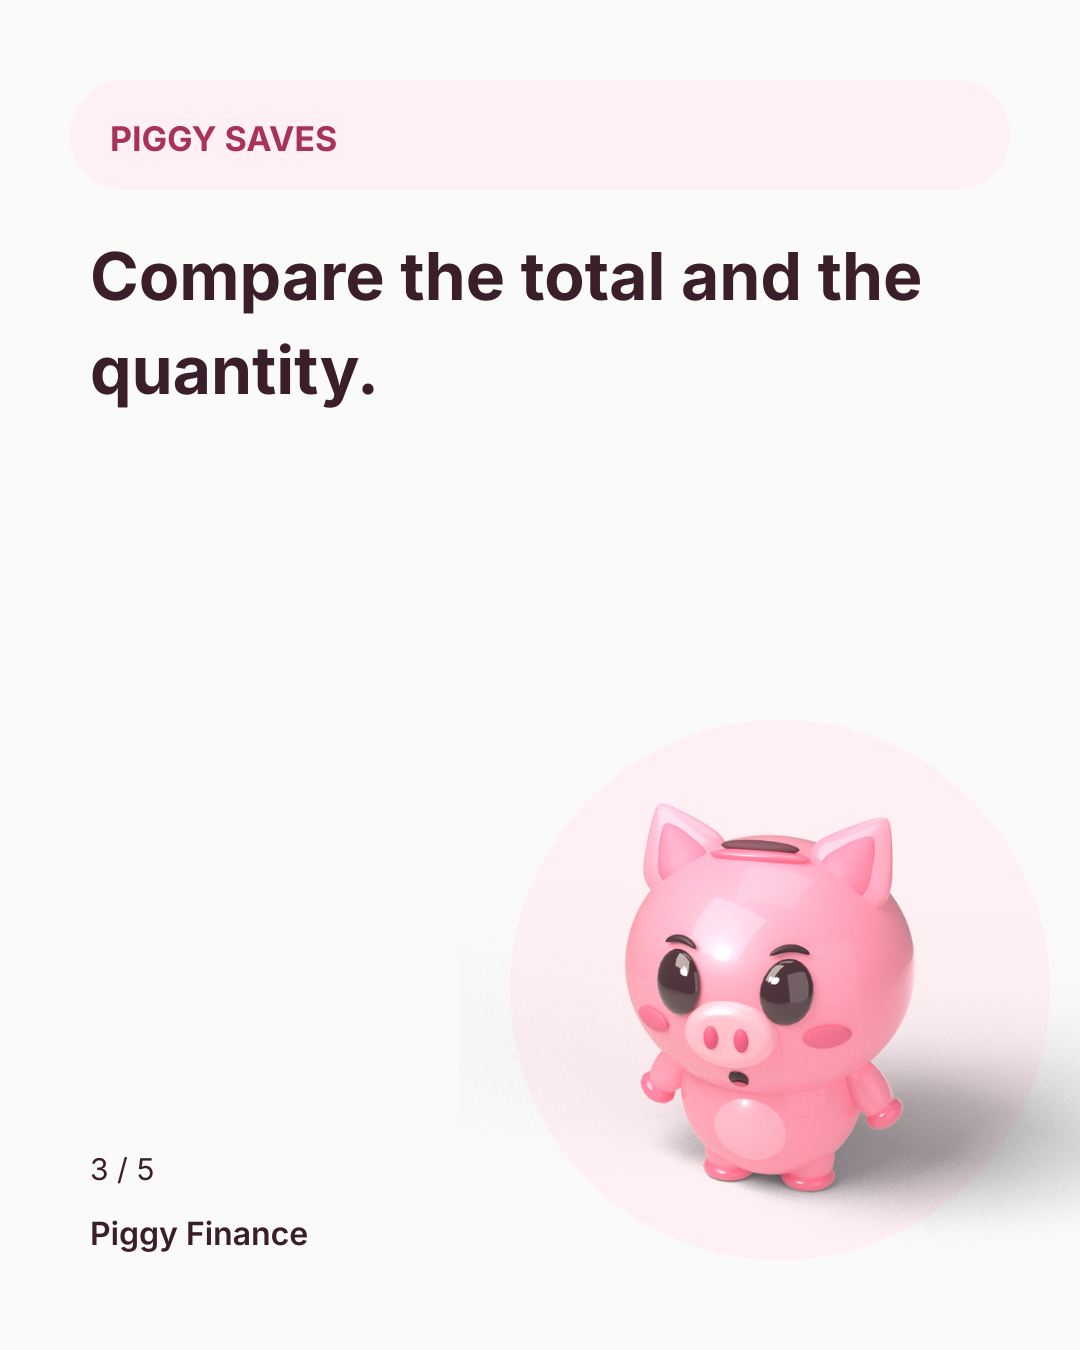 PIGGY SAVES
Compare the total and the
quantity.
3 / 5
Piggy Finance